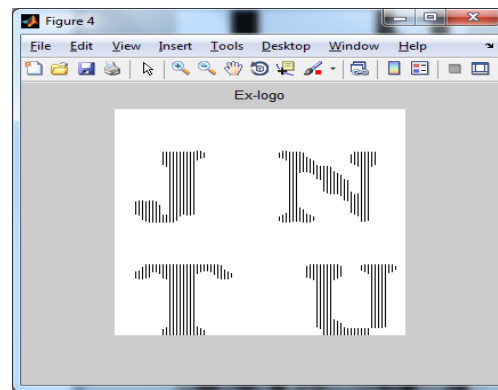 Figure 4
File Edit View Insert Tools Desktop Window Help
Ex-logo
J N
T U